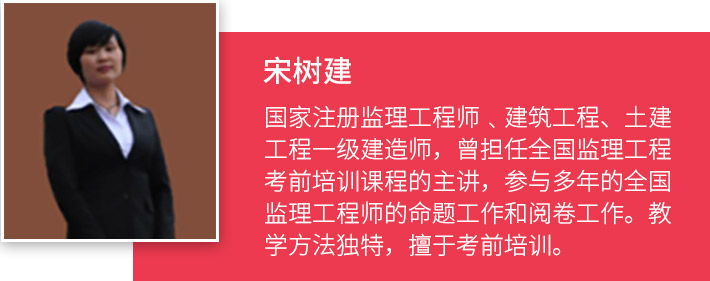 宋树建
国家注册监理工程师﹑建筑工程、土建
工程一级建造师，曾担任全国监理工程
考前培训课程的主讲，参与多年的全国
监理工程师的命题工作和阅卷工作。教
学方法独特，擅于考前培训。